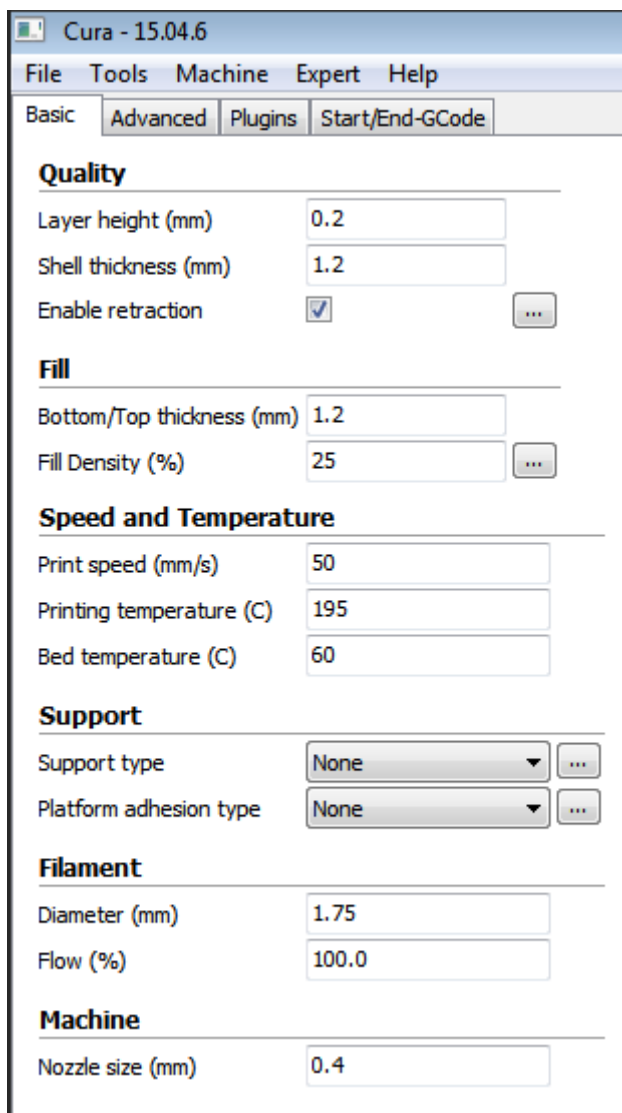 Cura - 15.04.6
File Tools Machine Expert Help
Basic Advanced Plugins Start/End-GCode
Quality
Layer height (mm) 0.2
Shell thickness (mm) 1.2
Enable retraction ...
Fill
Bottom/Top thickness (mm) 1.2
Fill Density (%) 25 ...
Speed and Temperature
Print speed (mm/s) 50
Printing temperature (C) 195
Bed temperature (C) 60
Support
Support type None ...
Platform adhesion type None ...
Filament
Diameter (mm) 1.75
Flow (%) 100.0
Machine
Nozzle size (mm) 0.4